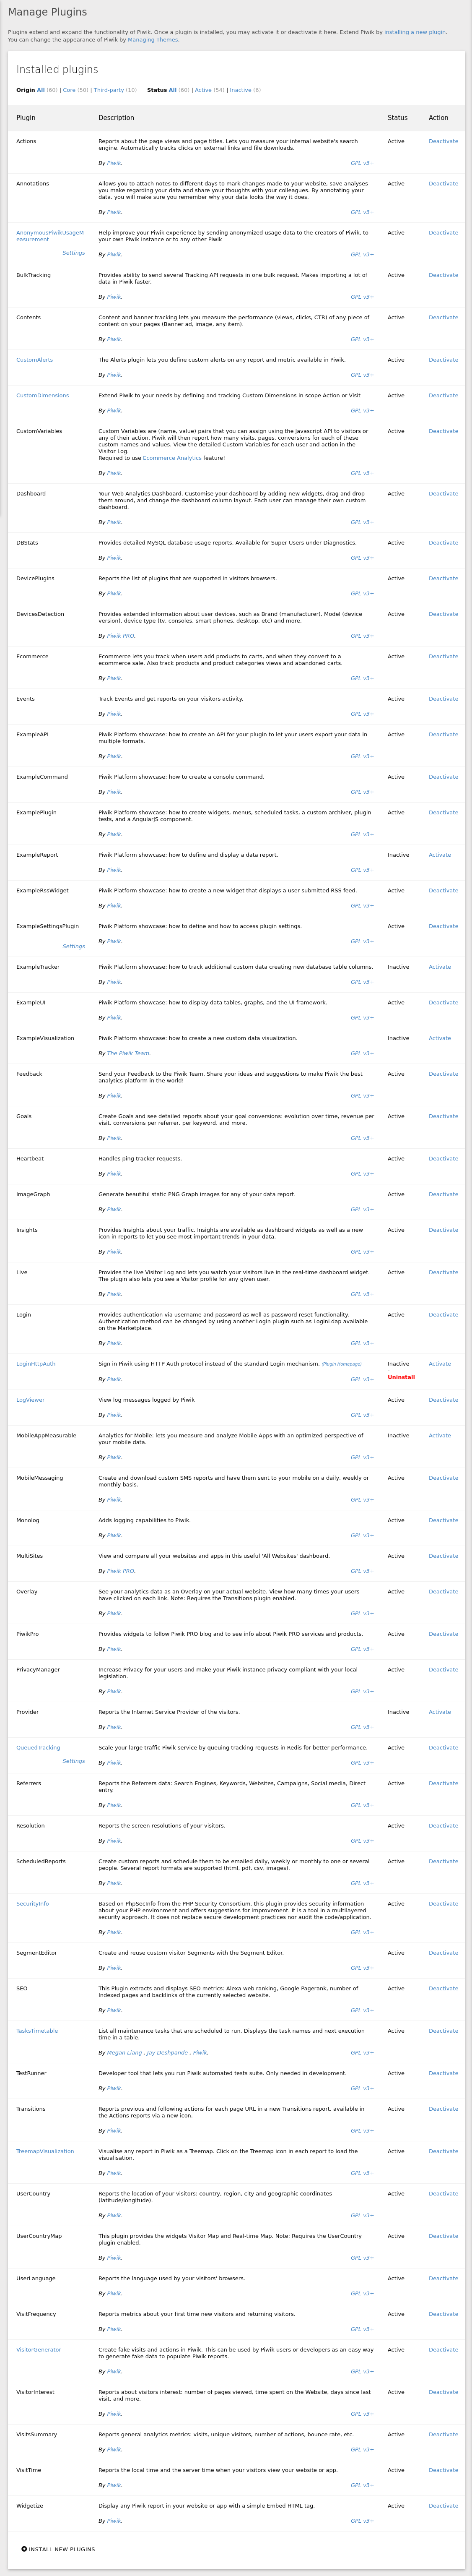 Manage Plugins
Plugins extend and expand the functionality of Piwik. Once a plugin is installed, you may activate it or deactivate it here. Extend Piwik by installing a new plugin.
You can change the appearance of Piwik by Managing Themes.
Installed plugins
Origin All (60) | Core (50) | Third-party (10) Status All (60) | Active (54) | Inactive (6)
Plugin Description Status Action
Actions Reports about the page views and page titles. Lets you measure your internal website's search Active Deactivate
engine. Automatically tracks clicks on external links and file downloads.
By Piwik. GPL v3+
Annotations Allows you to attach notes to different days to mark changes made to your website, save analyses Active Deactivate
you make regarding your data and share your thoughts with your colleagues. By annotating your
data, you will make sure you remember why your data looks the way it does.
By Piwik. GPL v3+
AnonymousPiwikUsageM Help improve your Piwik experience by sending anonymized usage data to the creators of Piwik, to Active Deactivate
easurement your own Piwik instance or to any other Piwik
Settings By Piwik. GPL v3+
BulkTracking Provides ability to send several Tracking API requests in one bulk request. Makes importing a lot of Active Deactivate
data in Piwik faster.
By Piwik. GPL v3+
Contents Content and banner tracking lets you measure the performance (views, clicks, CTR) of any piece of Active Deactivate
content on your pages (Banner ad, image, any item).
By Piwik. GPL v3+
CustomAlerts The Alerts plugin lets you define custom alerts on any report and metric available in Piwik. Active Deactivate
By Piwik. GPL v3+
CustomDimensions Extend Piwik to your needs by defining and tracking Custom Dimensions in scope Action or Visit Active Deactivate
By Piwik. GPL v3+
CustomVariables Custom Variables are (name, value) pairs that you can assign using the Javascript API to visitors or Active Deactivate
any of their action. Piwik will then report how many visits, pages, conversions for each of these
custom names and values. View the detailed Custom Variables for each user and action in the
Visitor Log.
Required to use Ecommerce Analytics feature!
By Piwik. GPL v3+
Dashboard Your Web Analytics Dashboard. Customise your dashboard by adding new widgets, drag and drop Active Deactivate
them around, and change the dashboard column layout. Each user can manage their own custom
dashboard.
By Piwik. GPL v3+
DBStats Provides detailed MySQL database usage reports. Available for Super Users under Diagnostics. Active Deactivate
By Piwik. GPL v3+
DevicePlugins Reports the list of plugins that are supported in visitors browsers. Active Deactivate
By Piwik. GPL v3+
DevicesDetection Provides extended information about user devices, such as Brand (manufacturer), Model (device Active Deactivate
version), device type (tv, consoles, smart phones, desktop, etc) and more.
By Piwik PRO. GPL v3+
Ecommerce Ecommerce lets you track when users add products to carts, and when they convert to a Active Deactivate
ecommerce sale. Also track products and product categories views and abandoned carts.
By Piwik. GPL v3+
Events Track Events and get reports on your visitors activity. Active Deactivate
By Piwik. GPL v3+
ExampleAPI Piwik Platform showcase: how to create an API for your plugin to let your users export your data in Active Deactivate
multiple formats.
By Piwik. GPL v3+
ExampleCommand Piwik Platform showcase: how to create a console command. Active Deactivate
By Piwik. GPL v3+
ExamplePlugin Piwik Platform showcase: how to create widgets, menus, scheduled tasks, a custom archiver, plugin Active Deactivate
tests, and a AngularJS component.
By Piwik. GPL v3+
ExampleReport Piwik Platform showcase: how to define and display a data report. Inactive Activate
By Piwik. GPL v3+
ExampleRssWidget Piwik Platform showcase: how to create a new widget that displays a user submitted RSS feed. Active Deactivate
By Piwik. GPL v3+
ExampleSettingsPlugin Piwik Platform showcase: how to define and how to access plugin settings. Active Deactivate
Settings By Piwik. GPL v3+
ExampleTracker Piwik Platform showcase: how to track additional custom data creating new database table columns. Inactive Activate
By Piwik. GPL v3+
ExampleUI Piwik Platform showcase: how to display data tables, graphs, and the UI framework. Active Deactivate
By Piwik. GPL v3+
ExampleVisualization Piwik Platform showcase: how to create a new custom data visualization. Inactive Activate
By The Piwik Team. GPL v3+
Feedback Send your Feedback to the Piwik Team. Share your ideas and suggestions to make Piwik the best Active Deactivate
analytics platform in the world!
By Piwik. GPL v3+
Goals Create Goals and see detailed reports about your goal conversions: evolution over time, revenue per Active Deactivate
visit, conversions per referrer, per keyword, and more.
By Piwik. GPL v3+
Heartbeat Handles ping tracker requests. Active Deactivate
By Piwik. GPL v3+
ImageGraph Generate beautiful static PNG Graph images for any of your data report. Active Deactivate
By Piwik. GPL v3+
Insights Provides Insights about your traffic. Insights are available as dashboard widgets as well as a new Active Deactivate
icon in reports to let you see most important trends in your data.
By Piwik. GPL v3+
Live Provides the live Visitor Log and lets you watch your visitors live in the real-time dashboard widget. Active Deactivate
The plugin also lets you see a Visitor profile for any given user.
By Piwik. GPL v3+
Login Provides authentication via username and password as well as password reset functionality. Active Deactivate
Authentication method can be changed by using another Login plugin such as LoginLdap available
on the Marketplace.
By Piwik. GPL v3+
LoginHttpAuth Sign in Piwik using HTTP Auth protocol instead of the standard Login mechanism. (Plugin Homepage) Inactive Activate
-
Uninstall
By Piwik. GPL v3+
LogViewer View log messages logged by Piwik Active Deactivate
By Piwik. GPL v3+
MobileAppMeasurable Analytics for Mobile: lets you measure and analyze Mobile Apps with an optimized perspective of Inactive Activate
your mobile data.
By Piwik. GPL v3+
MobileMessaging Create and download custom SMS reports and have them sent to your mobile on a daily, weekly or Active Deactivate
monthly basis.
By Piwik. GPL v3+
Monolog Adds logging capabilities to Piwik. Active Deactivate
By Piwik. GPL v3+
MultiSites View and compare all your websites and apps in this useful 'All Websites' dashboard. Active Deactivate
By Piwik PRO. GPL v3+
Overlay See your analytics data as an Overlay on your actual website. View how many times your users Active Deactivate
have clicked on each link. Note: Requires the Transitions plugin enabled.
By Piwik. GPL v3+
PiwikPro Provides widgets to follow Piwik PRO blog and to see info about Piwik PRO services and products. Active Deactivate
By Piwik. GPL v3+
PrivacyManager Increase Privacy for your users and make your Piwik instance privacy compliant with your local Active Deactivate
legislation.
By Piwik. GPL v3+
Provider Reports the Internet Service Provider of the visitors. Inactive Activate
By Piwik. GPL v3+
QueuedTracking Scale your large traffic Piwik service by queuing tracking requests in Redis for better performance. Active Deactivate
Settings By Piwik. GPL v3+
Referrers Reports the Referrers data: Search Engines, Keywords, Websites, Campaigns, Social media, Direct Active Deactivate
entry.
By Piwik. GPL v3+
Resolution Reports the screen resolutions of your visitors. Active Deactivate
By Piwik. GPL v3+
ScheduledReports Create custom reports and schedule them to be emailed daily, weekly or monthly to one or several Active Deactivate
people. Several report formats are supported (html, pdf, csv, images).
By Piwik. GPL v3+
SecurityInfo Based on PhpSecInfo from the PHP Security Consortium, this plugin provides security information Active Deactivate
about your PHP environment and offers suggestions for improvement. It is a tool in a multilayered
security approach. It does not replace secure development practices nor audit the code/application.
By Piwik. GPL v3+
SegmentEditor Create and reuse custom visitor Segments with the Segment Editor. Active Deactivate
By Piwik. GPL v3+
SEO This Plugin extracts and displays SEO metrics: Alexa web ranking, Google Pagerank, number of Active Deactivate
Indexed pages and backlinks of the currently selected website.
By Piwik. GPL v3+
TasksTimetable List all maintenance tasks that are scheduled to run. Displays the task names and next execution Active Deactivate
time in a table.
By Megan Liang , Jay Deshpande , Piwik. GPL v3+
TestRunner Developer tool that lets you run Piwik automated tests suite. Only needed in development. Active Deactivate
By Piwik. GPL v3+
Transitions Reports previous and following actions for each page URL in a new Transitions report, available in Active Deactivate
the Actions reports via a new icon.
By Piwik. GPL v3+
TreemapVisualization Visualise any report in Piwik as a Treemap. Click on the Treemap icon in each report to load the Active Deactivate
visualisation.
By Piwik. GPL v3+
UserCountry Reports the location of your visitors: country, region, city and geographic coordinates Active Deactivate
(latitude/longitude).
By Piwik. GPL v3+
UserCountryMap This plugin provides the widgets Visitor Map and Real-time Map. Note: Requires the UserCountry Active Deactivate
plugin enabled.
By Piwik. GPL v3+
UserLanguage Reports the language used by your visitors' browsers. Active Deactivate
By Piwik. GPL v3+
VisitFrequency Reports metrics about your first time new visitors and returning visitors. Active Deactivate
By Piwik. GPL v3+
VisitorGenerator Create fake visits and actions in Piwik. This can be used by Piwik users or developers as an easy way Active Deactivate
to generate fake data to populate Piwik reports.
By Piwik. GPL v3+
VisitorInterest Reports about visitors interest: number of pages viewed, time spent on the Website, days since last Active Deactivate
visit, and more.
By Piwik. GPL v3+
VisitsSummary Reports general analytics metrics: visits, unique visitors, number of actions, bounce rate, etc. Active Deactivate
By Piwik. GPL v3+
VisitTime Reports the local time and the server time when your visitors view your website or app. Active Deactivate
By Piwik. GPL v3+
Widgetize Display any Piwik report in your website or app with a simple Embed HTML tag. Active Deactivate
By Piwik. GPL v3+
INSTALL NEW PLUGINS